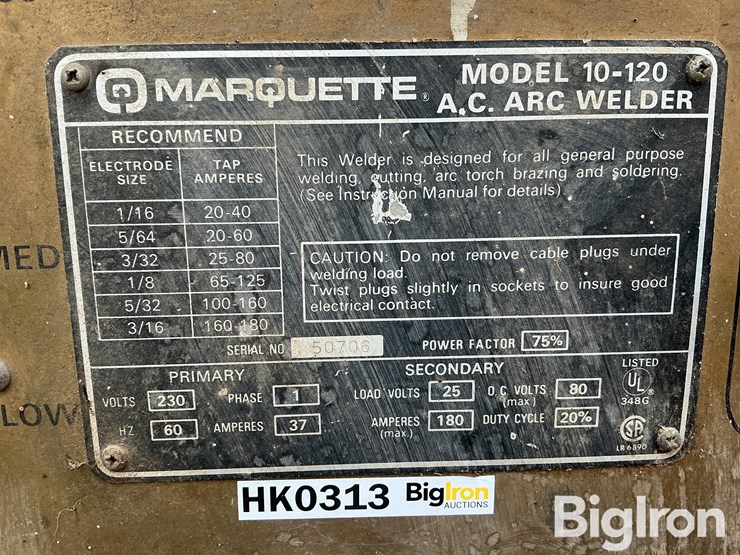 MARQUETTE®
MODEL 10-120
A.C. ARC WELDER
RECOMMEND
ELECTRODE SIZE TAP AMPERES
1/16 20-40
5/64 20-60
3/32 25-80
1/8 65-125
5/32 100-160
3/16 160-180
This Welder is designed for all general purpose
welding, cutting, arc torch brazing and soldering.
(See Instruction Manual for details).
CAUTION: Do not remove cable plugs under
welding load.
Twist plugs slightly in sockets to insure good
electrical contact.
SERIAL NO 50706 POWER FACTOR 75%
PRIMARY
VOLTS 230 PHASE 1
HZ 60 AMPERES 37
SECONDARY
LOAD VOLTS 25 O.C. VOLTS (max.) 80
AMPERES (max.) 180 DUTY CYCLE 20%
LISTED
UL
348G
SA
LR 6890
MED
LOW
HK0313 BigIron
AUCTIONS
BigIron